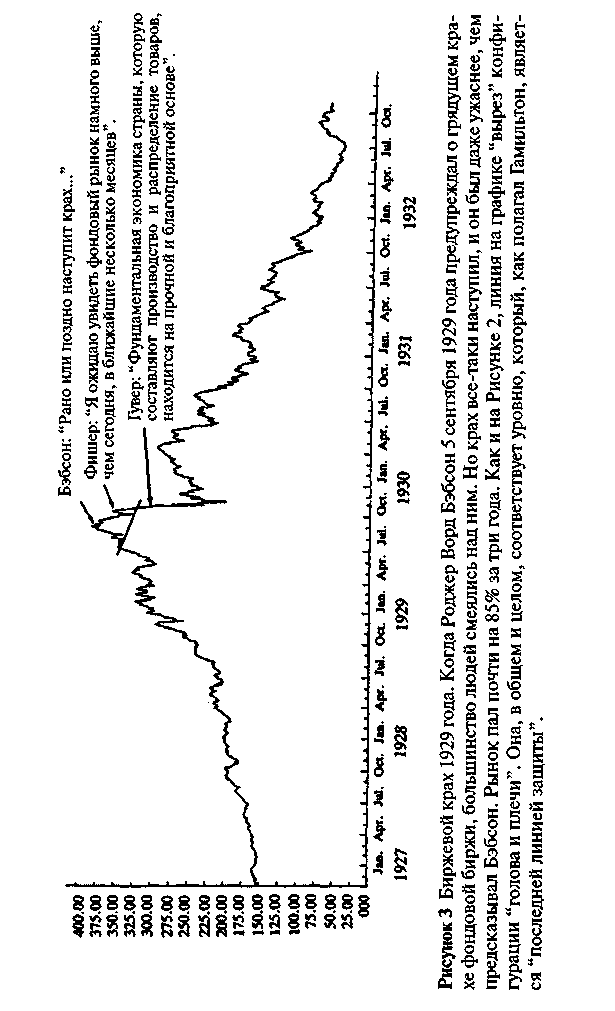 Бэбсон: “Рано или поздно наступит крах...”
Фишер: “Я ожидаю увидеть фондовый рынок намного выше,
чем сегодня, в ближайшие несколько месяцев”.
Гувер: “Фундаментальная экономика страны, которую
составляют производство и распределение товаров,
находится на прочной и благоприятной основе”.
400.00
375.00
350.00
325.00
300.00
275.00
250.00
225.00
200.00
175.00
150.00
125.00
100.00
75.00
50.00
25.00
000
Jan. Apr. Jul. Oct. Jan. Apr. Jul. Oct. Jan. Apr. Jul. Oct. Jan. Apr. Jul. Oct. Jan. Apr. Jul. Oct. Jan. Apr. Jul. Oct.
1927 1928 1929 1930 1931 1932
Рисунок 3 Биржевой крах 1929 года. Когда Роджер Ворд Бэбсон 5 сентября 1929 года предупреждал о грядущем кра-
хе фондовой биржи, большинство людей смеялись над ним. Но крах все-таки наступил, и он был даже ужаснее, чем
предсказывал Бэбсон. Рынок пал почти на 85% за три года. Как и на Рисунке 2, линия на графике “вырез” конфи-
гурации “голова и плечи”. Она, в общем и целом, соответствует уровню, который, как полагал Гамильтон, являет-
ся “последней линией защиты”.